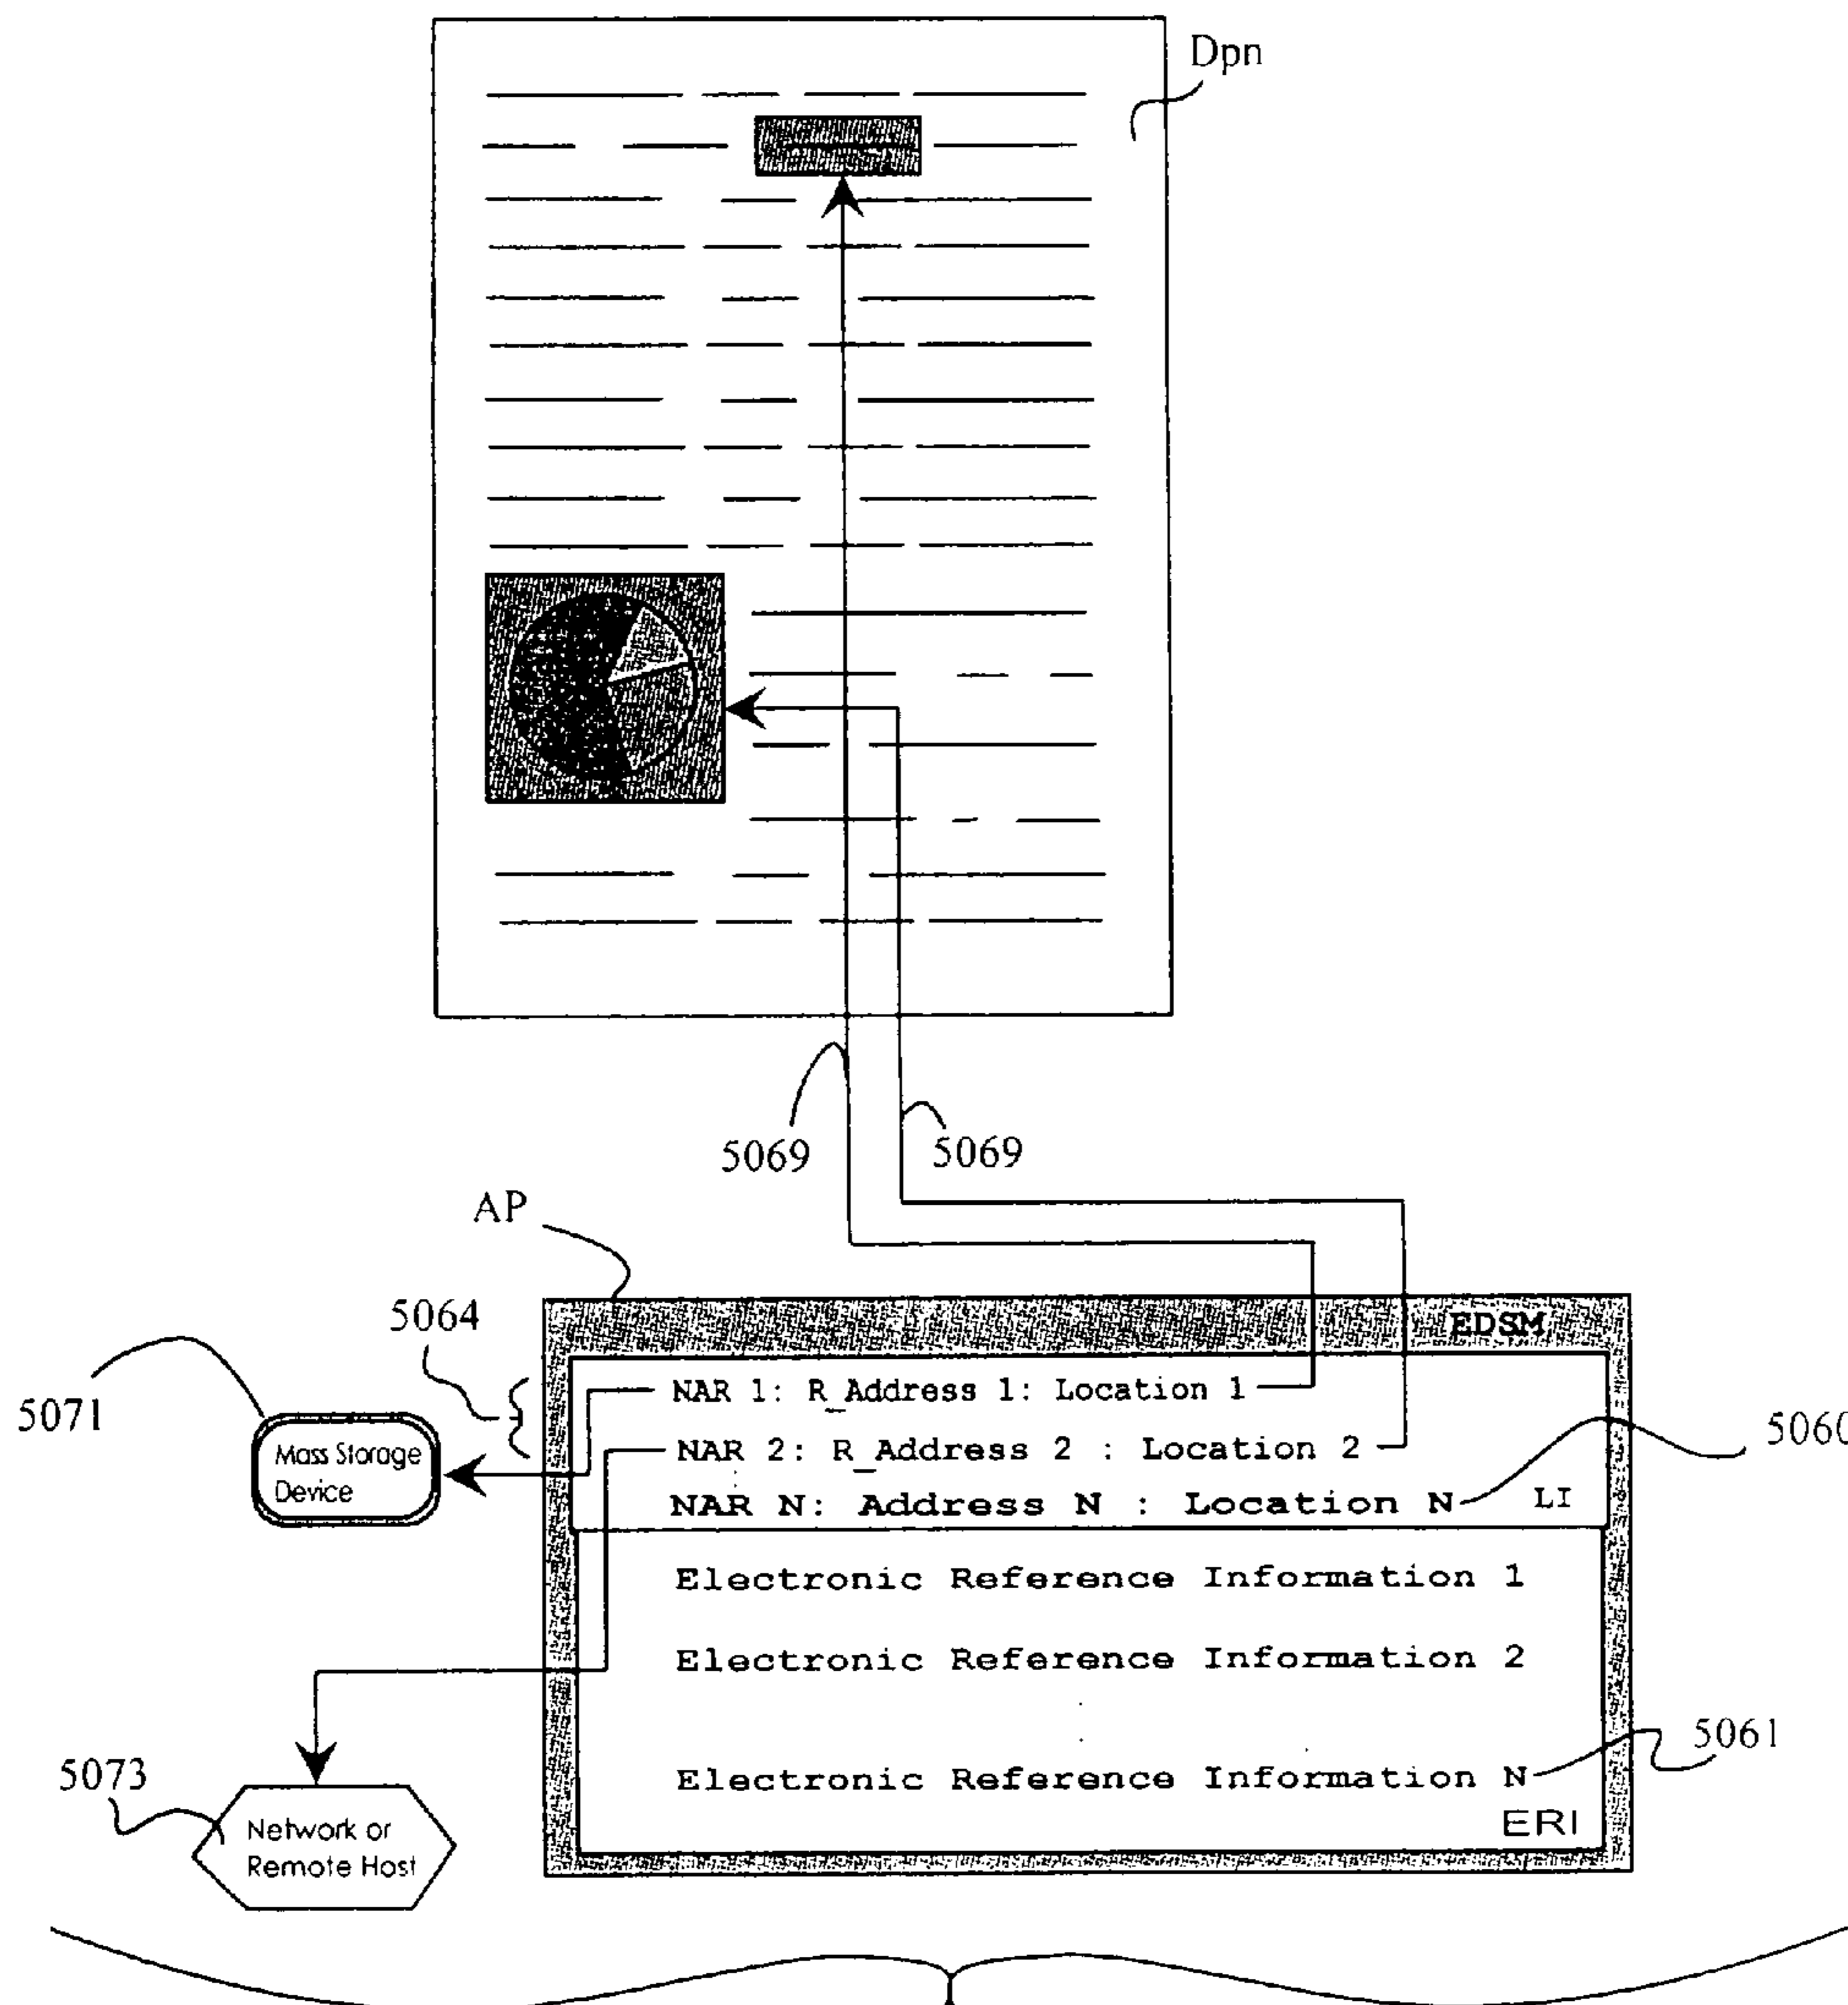 Dpn
5069
5069
AP
5064
EDSM
5071
NAR 1: R_Address 1: Location 1
5060
Mass Storage
Device
NAR 2: R_Address 2 : Location 2
NAR N: Address N : Location N
LI
Electronic Reference Information 1
Electronic Reference Information 2
5061
5073
Electronic Reference Information N
ERI
Network or
Remote Host